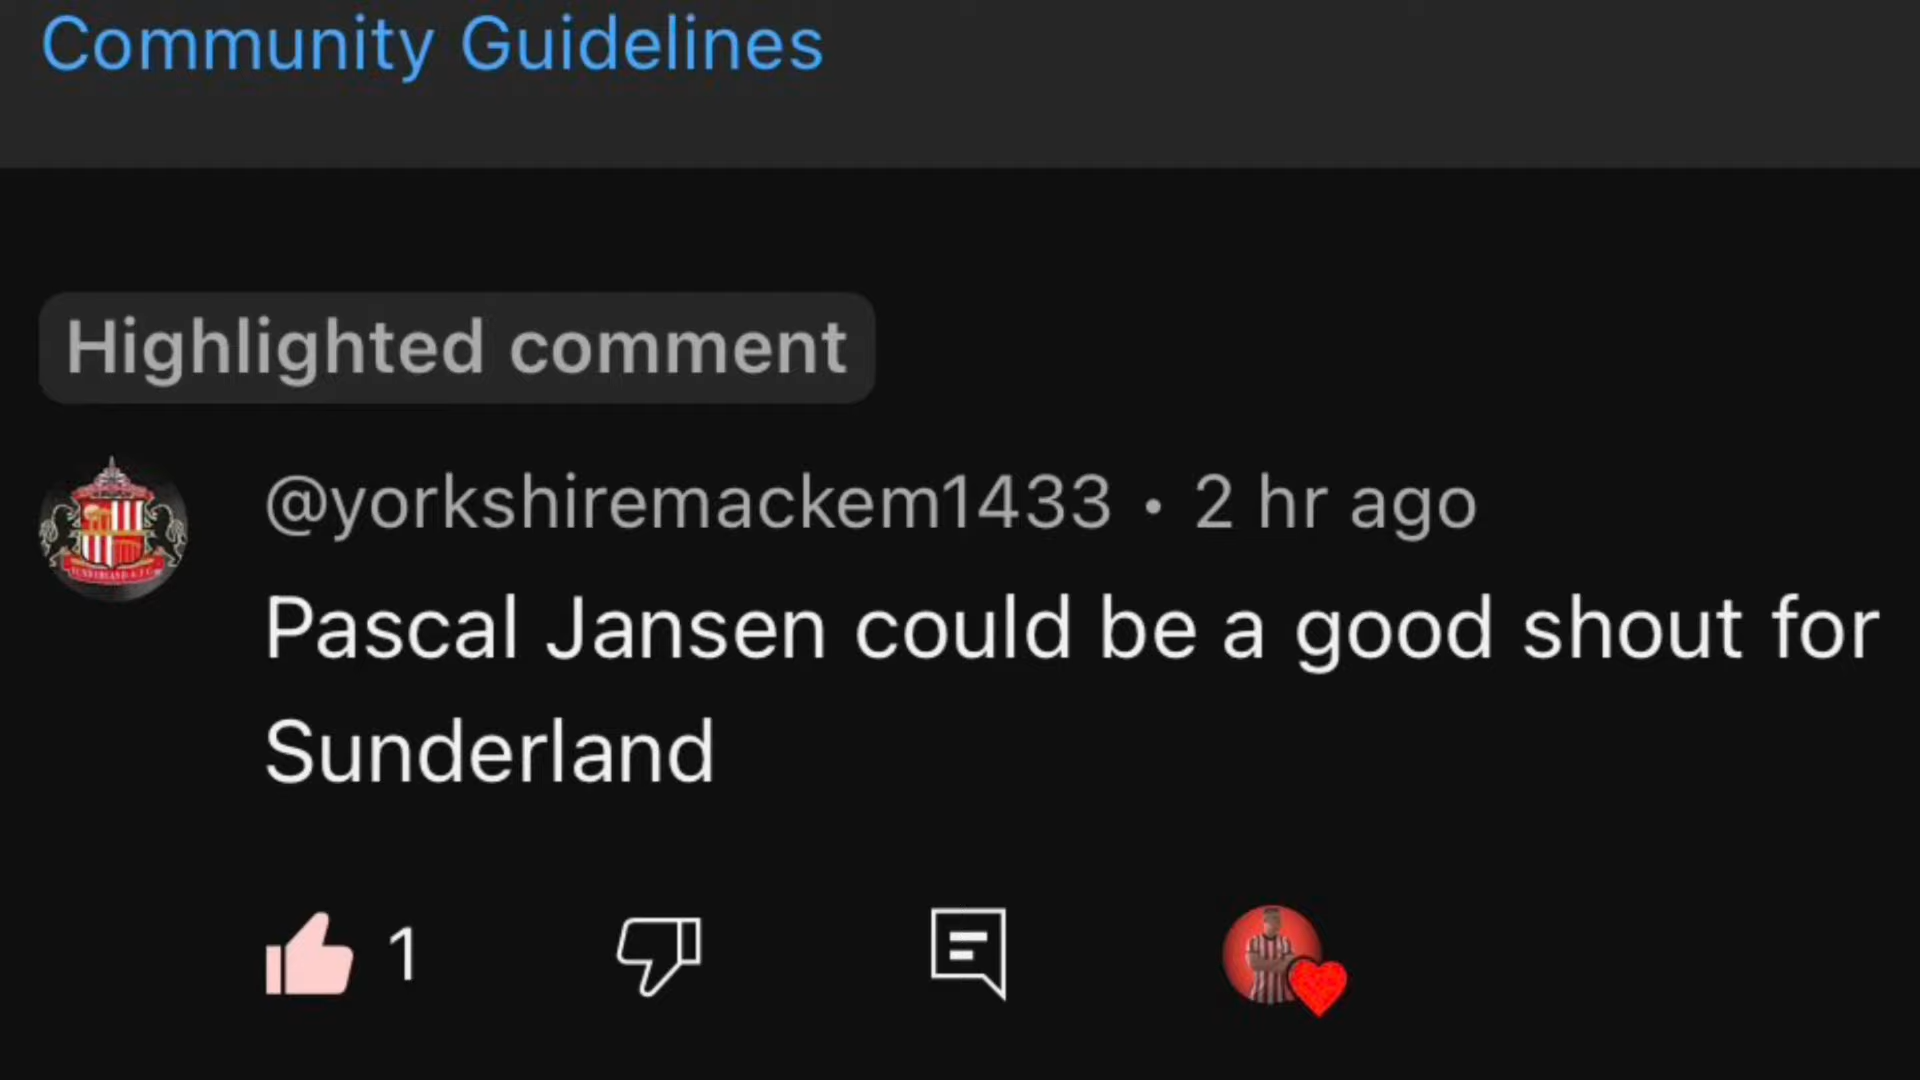 Community Guidelines
Highlighted comment
@yorkshiremackem1433 • 2 hr ago
Pascal Jansen could be a good shout for
Sunderland
1